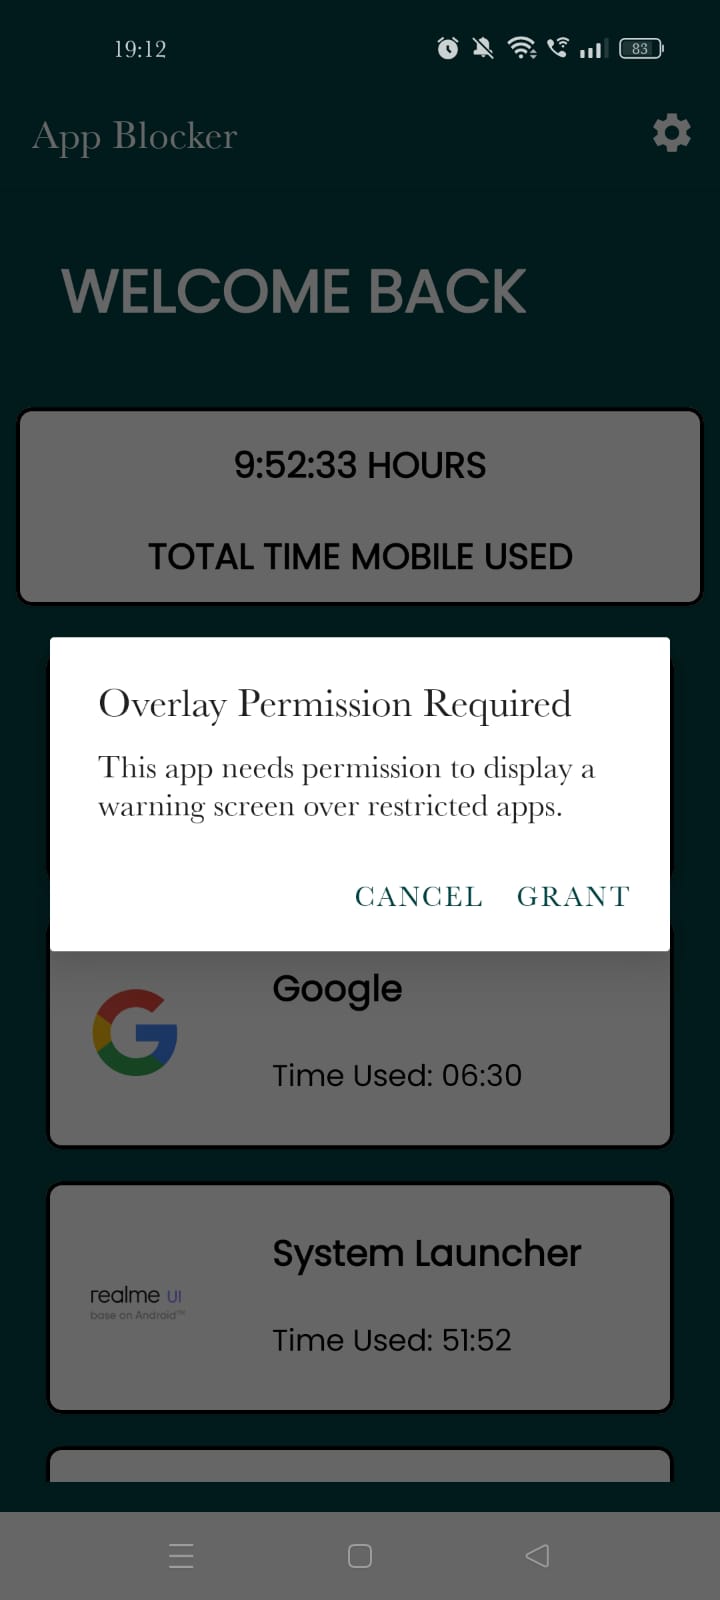 19:12
83
App Blocker
WELCOME BACK
9:52:33 HOURS
TOTAL TIME MOBILE USED
Overlay Permission Required
This app needs permission to display a
warning screen over restricted apps.
CANCEL GRANT
Google
Time Used: 06:30
System Launcher
realme UI
base on Android™
Time Used: 51:52